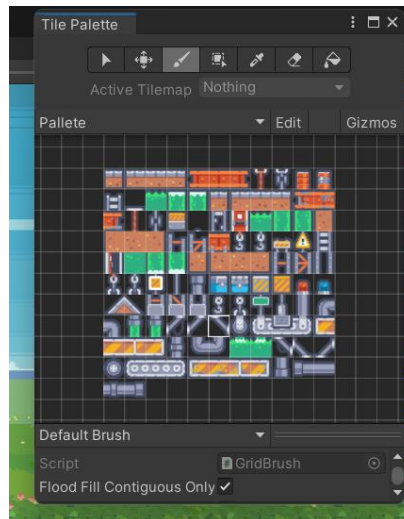 Tile Palette
Active Tilemap Nothing
Pallete Edit Gizmos
Default Brush
Script GridBrush
Flood Fill Contiguous Only